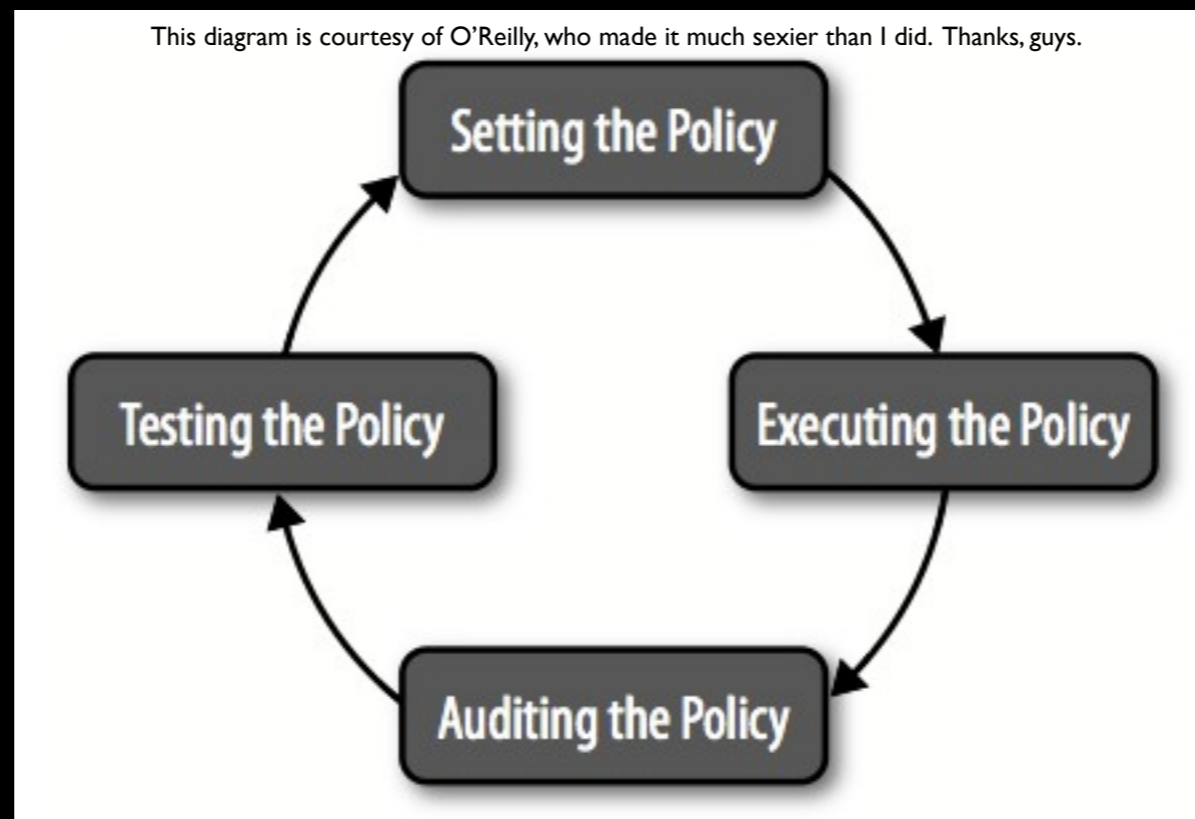 This diagram is courtesy of O'Reilly, who made it much sexier than I did. Thanks, guys.
Setting the Policy
Testing the Policy
Executing the Policy
Auditing the Policy